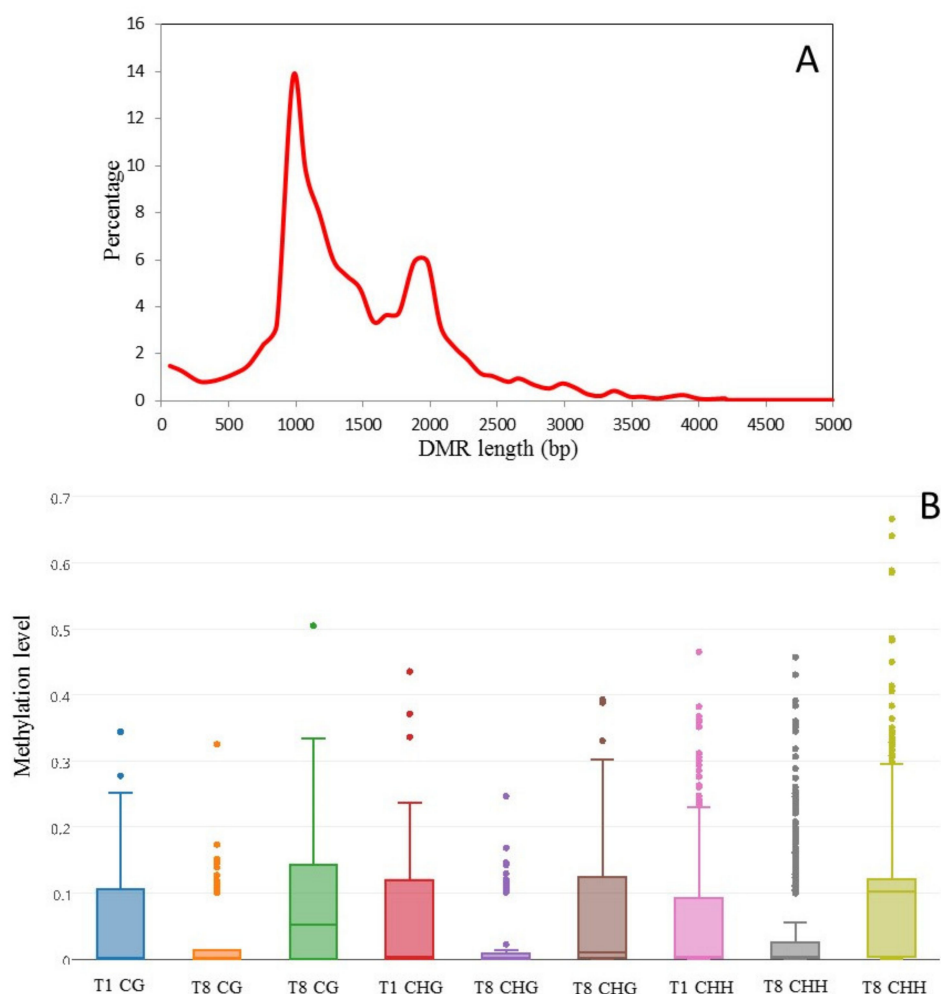 A
Percentage
16
14
12
10
8
6
4
2
0
0 500 1000 1500 2000 2500 3000 3500 4000 4500 5000
DMR length (bp)
B
Methylation level
0.7
0.6
0.5
0.4
0.3
0.2
0.1
0
T1 CG T8 CG T8 CG T1 CHG T8 CHG T8 CHG T1 CHH T8 CHH T8 CHH